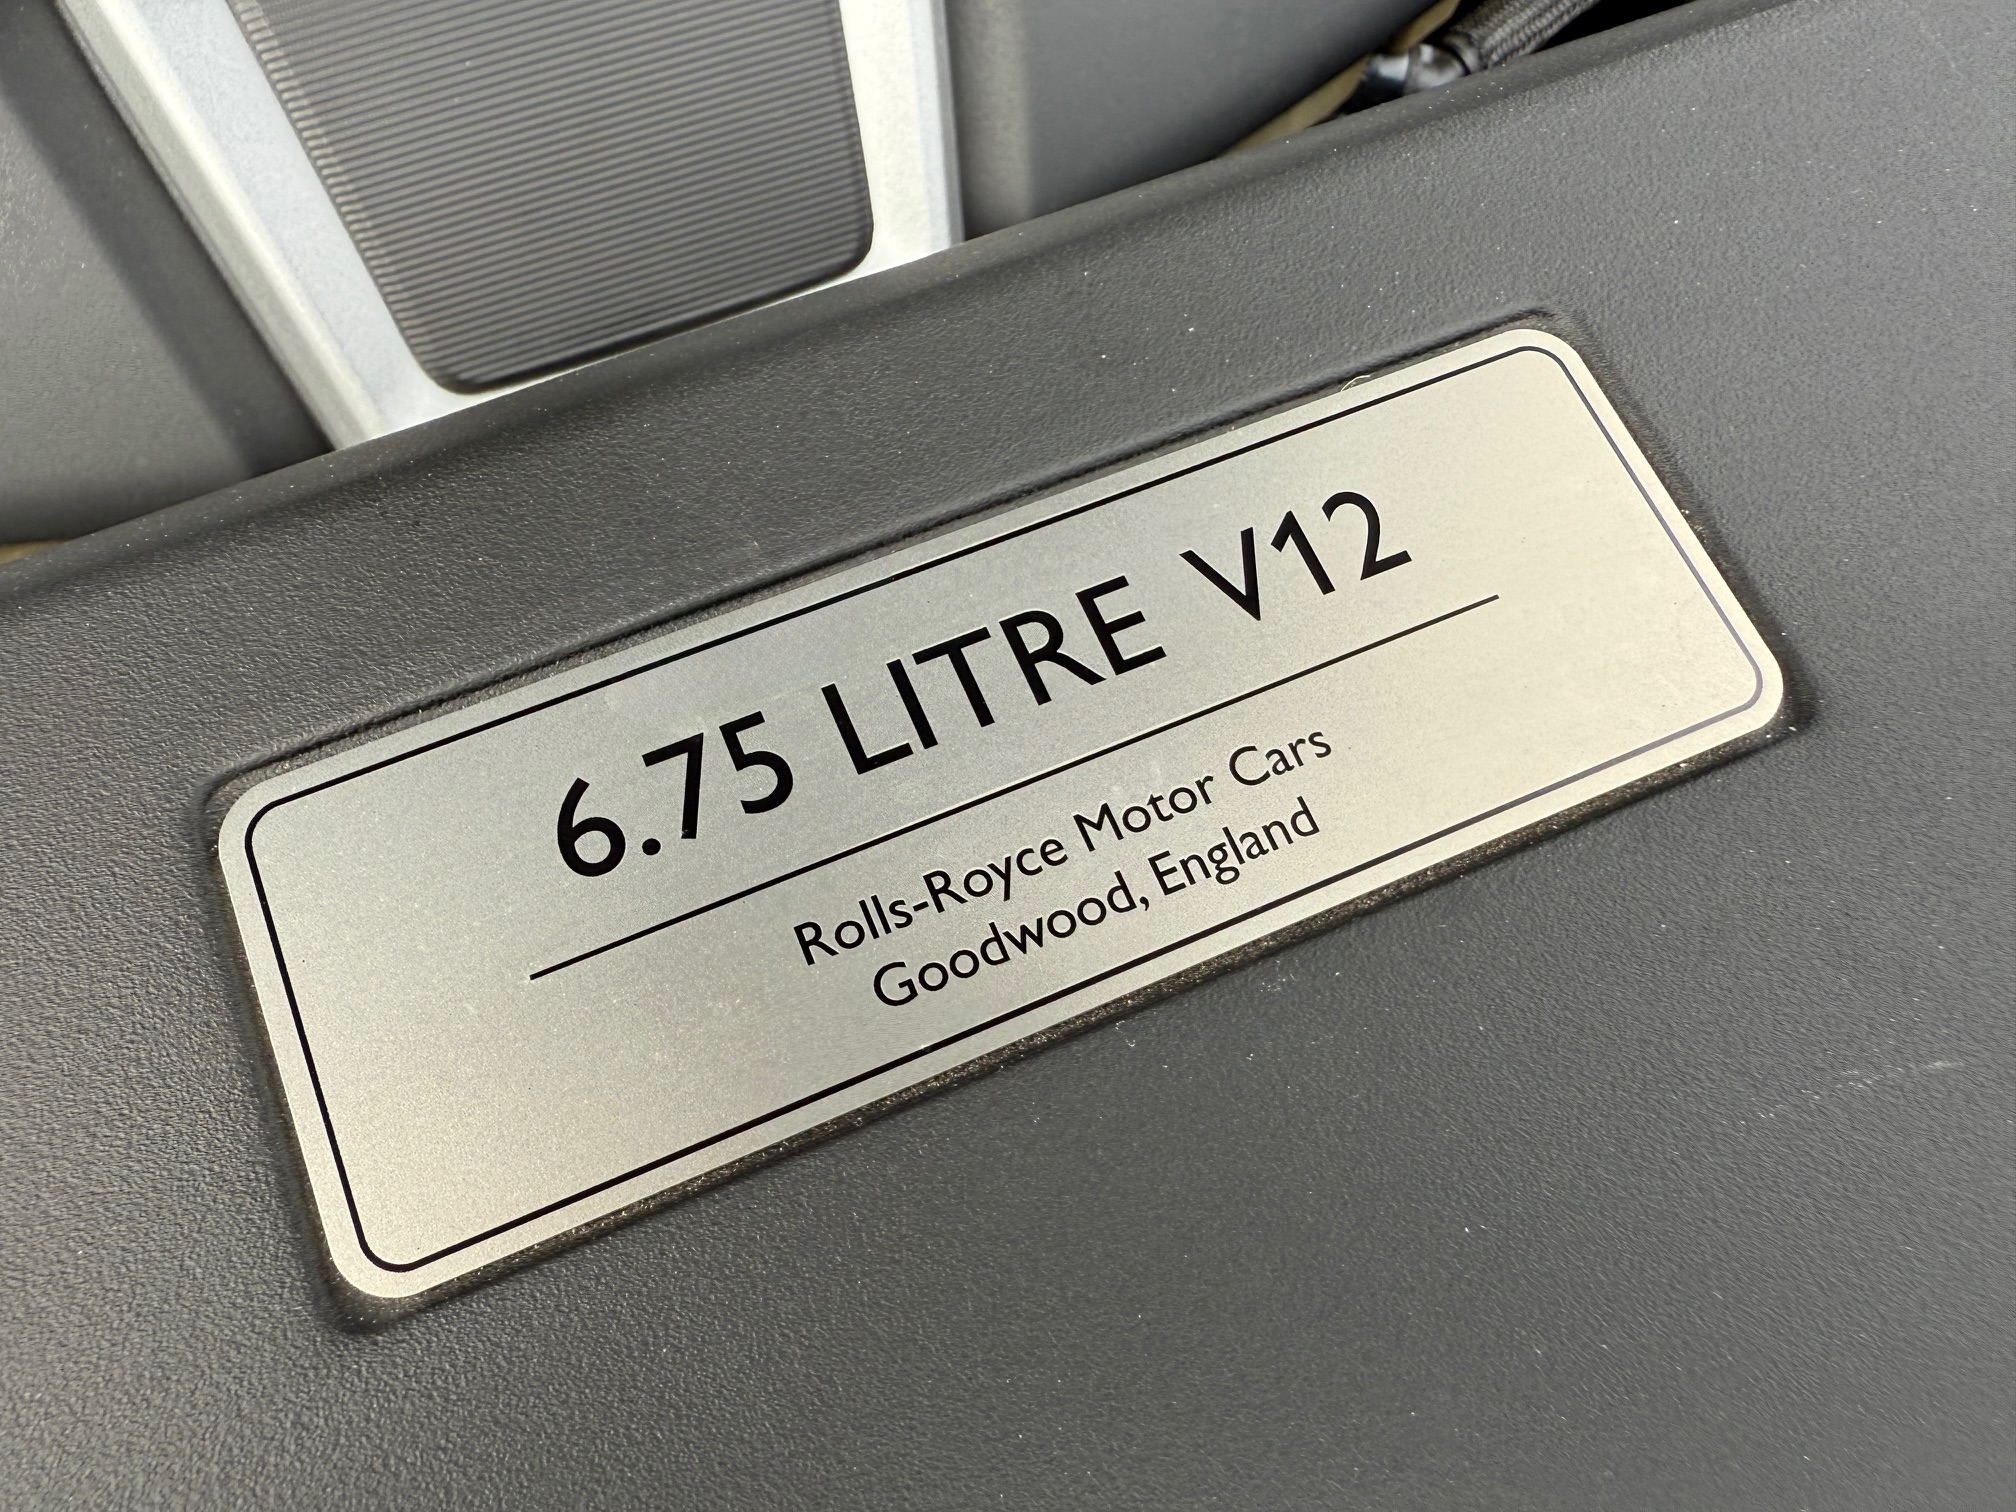 6.75 LITRE V12
Rolls-Royce Motor Cars
Goodwood, England